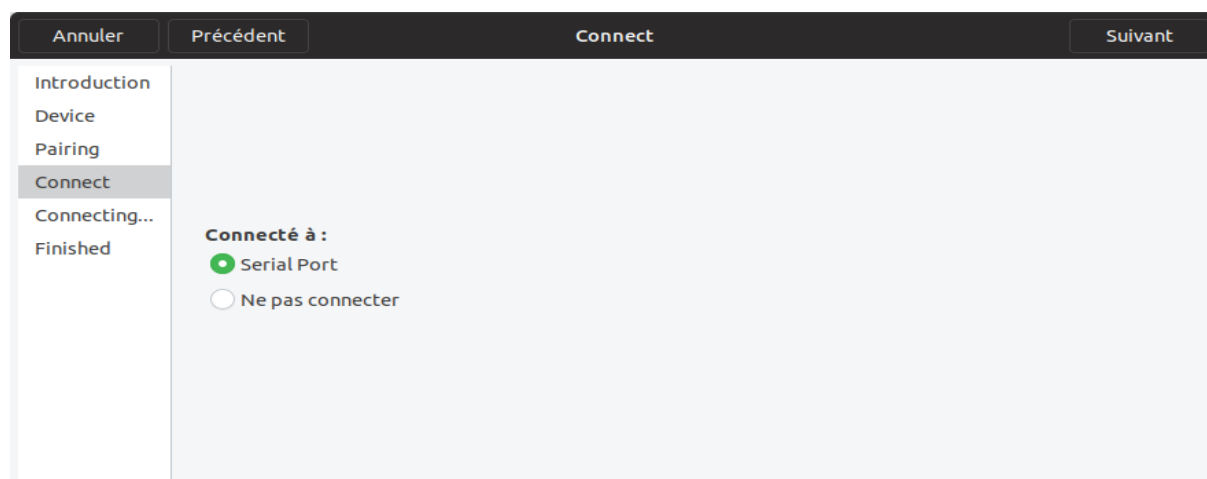 Annuler Précédent Connect Suivant
Introduction
Device
Pairing
Connect
Connecting...
Finished
Connecté à :
Serial Port
Ne pas connecter